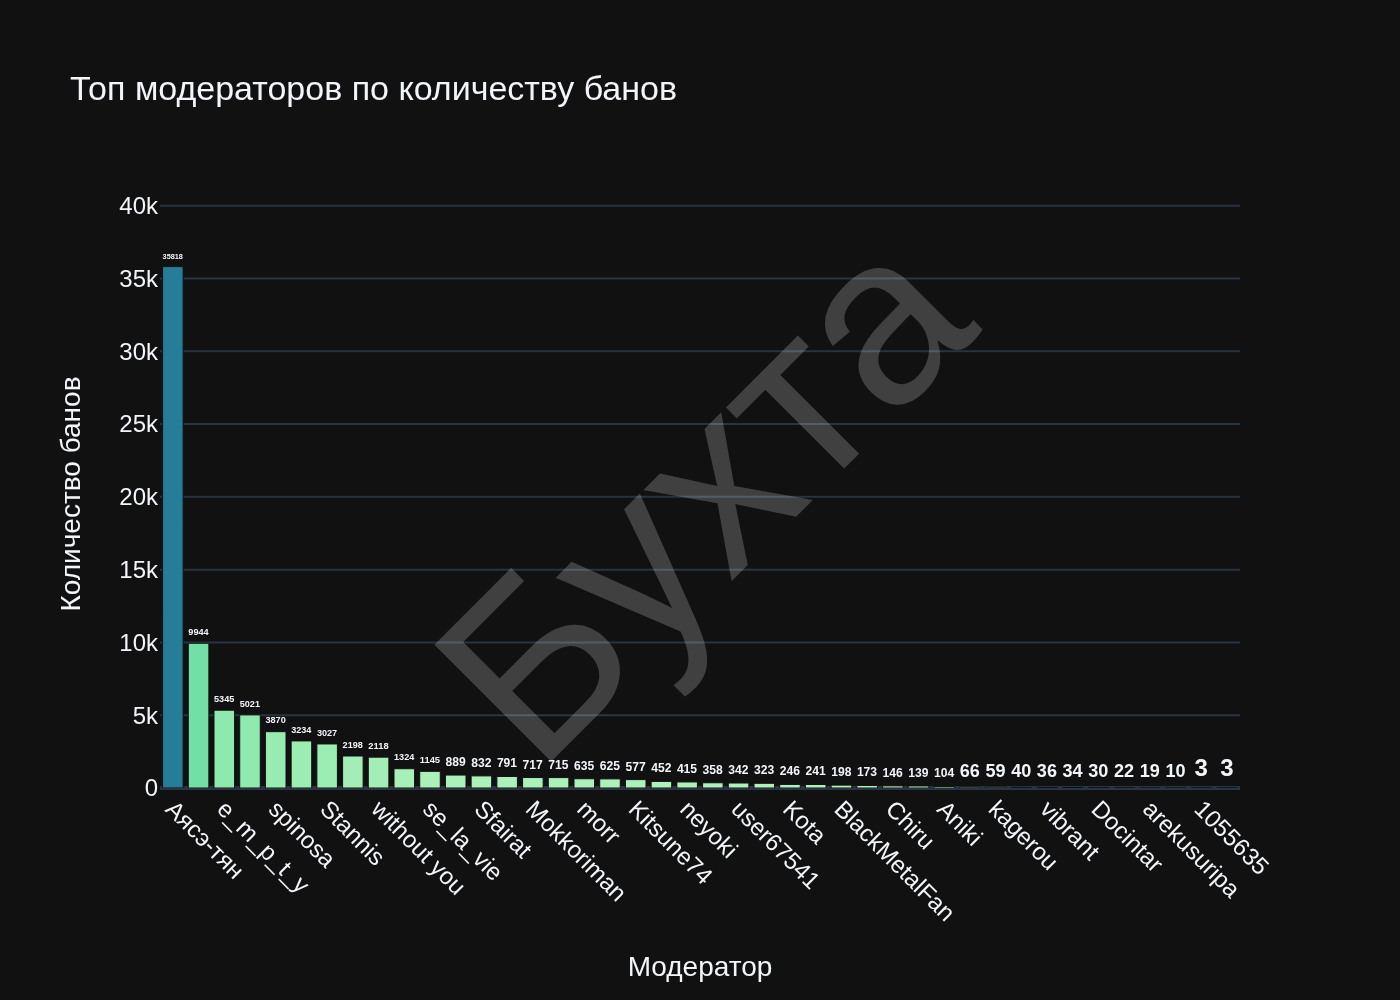 Топ модераторов по количеству банов
40k
35k
30k
25k
20k
15k
10k
5k
0
Количество банов
35818
9944
5345
5021
3870
3234
3027
2198
2118
1324
1145
889
832
791
717
715
635
625
577
452
415
358
342
323
246
241
198
173
146
139
104
66
59
40
36
34
30
22
19
10
3
3
Бухта
Аясэ-тян
e_m_p_t_y
spinosa
Stannis
without you
se_la_vie
Sfairat
Mokkoriman
morr
Kitsune74
neyoki
user67541
Kota
BlackMetalFan
Chiru
Aniki
kagerou
vibrant
Docintar
arekusuripa
1055635
Модератор